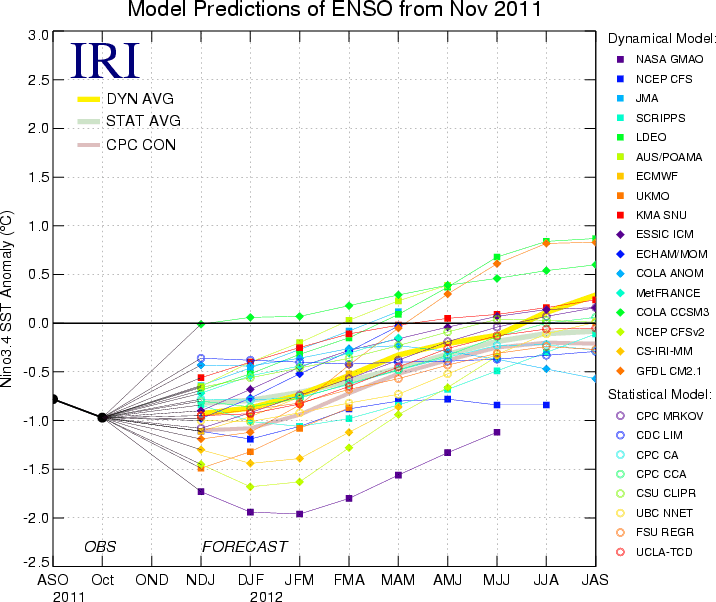 Model Predictions of ENSO from Nov 2011
IRI
DYN AVG
STAT AVG
CPC CON
Nino3.4 SST Anomaly (ºC)
3.0
2.5
2.0
1.5
1.0
0.5
0.0
-0.5
-1.0
-1.5
-2.0
-2.5
OBS FORECAST
ASO Oct OND NDJ DJF JFM FMA MAM AMJ MJJ JJA JAS
2011 2012
Dynamical Model:
NASA GMAO
NCEP CFS
JMA
SCRIPPS
LDEO
AUS/POAMA
ECMWF
UKMO
KMA SNU
ESSIC ICM
ECHAM/MOM
COLA ANOM
MetFRANCE
COLA CCSM3
NCEP CFSv2
CS-IRI-MM
GFDL CM2.1
Statistical Model:
CPC MRKOV
CDC LIM
CPC CA
CPC CCA
CSU CLIPR
UBC NNET
FSU REGR
UCLA-TCD